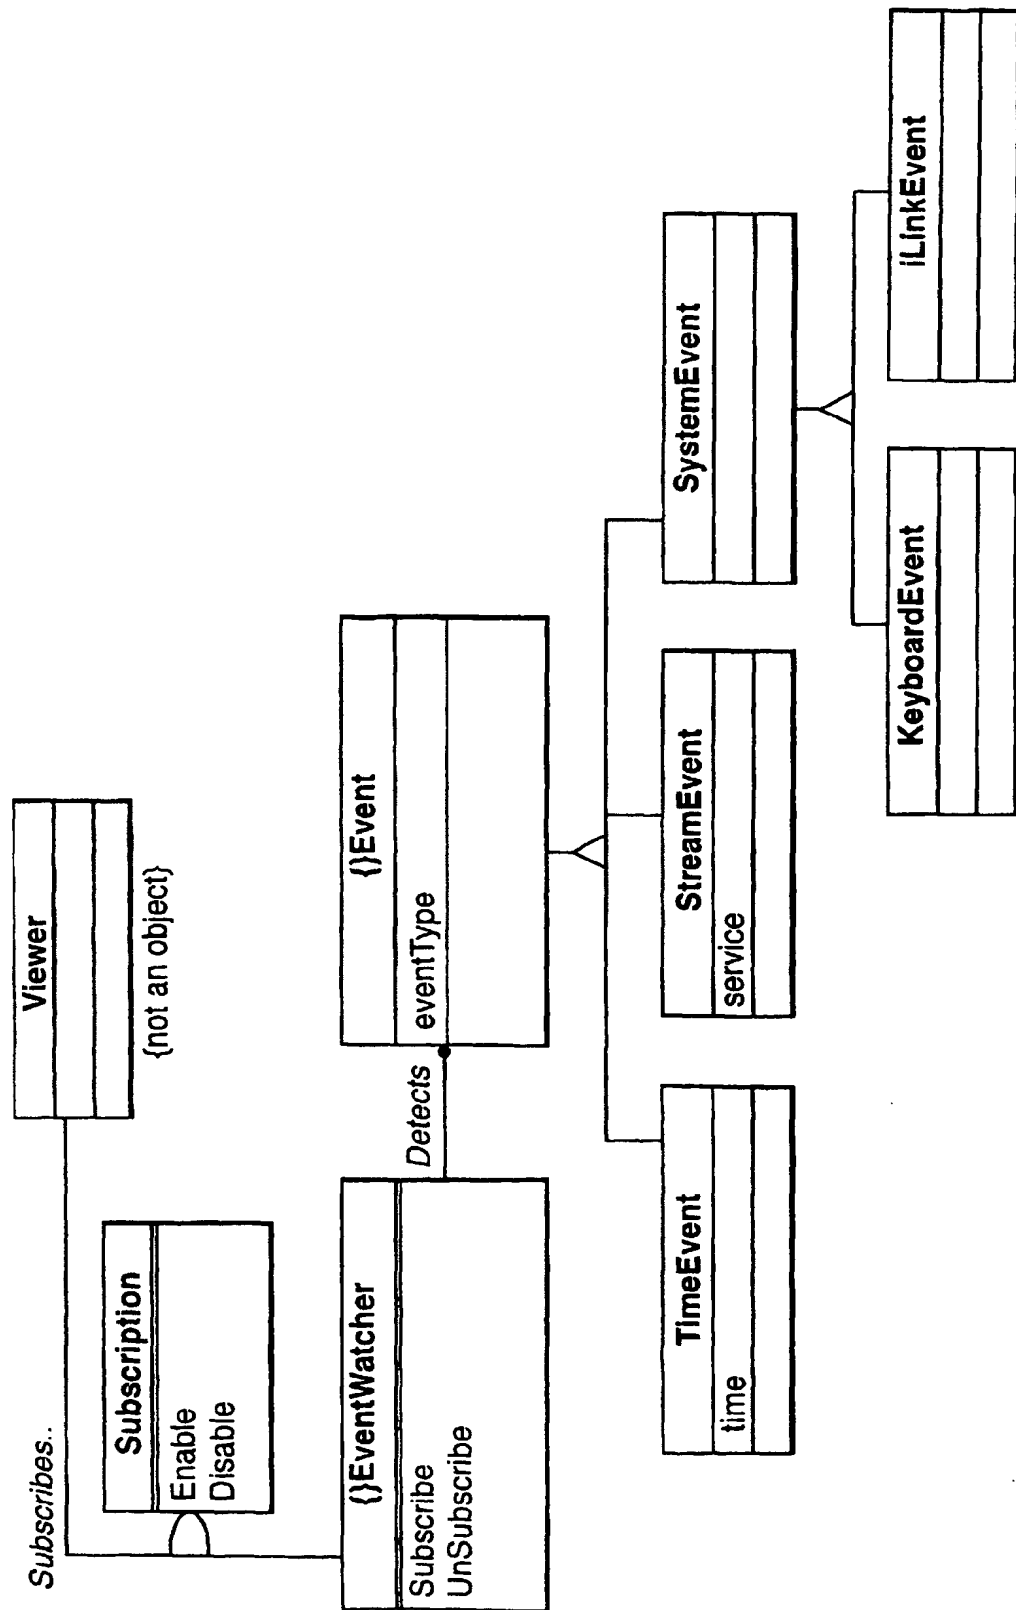 Subscribes..
Viewer
{not an object}
Subscription
Enable
Disable
{}EventWatcher
Subscribe
UnSubscribe
Detects
{}Event
eventType
TimeEvent
time
StreamEvent
service
SystemEvent
KeyboardEvent
iLinkEvent